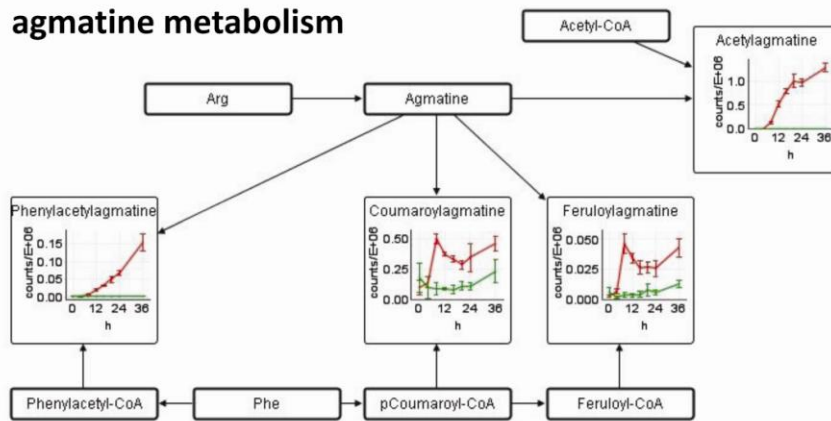 agmatine metabolism
Acetyl-CoA
Acetylagmatine
counts/E+06
1.0
0.5
0.0
0 12 24 36
h
Arg
Agmatine
Phenylacetylagmatine
counts/E+06
0.15
0.10
0.05
0.00
0 12 24 36
h
Coumaroylagmatine
counts/E+06
0.50
0.25
0.00
0 12 24 36
h
Feruloylagmatine
counts/E+06
0.050
0.025
0.000
0 12 24 36
h
Phenylacetyl-CoA
Phe
pCoumaroyl-CoA
Feruloyl-CoA